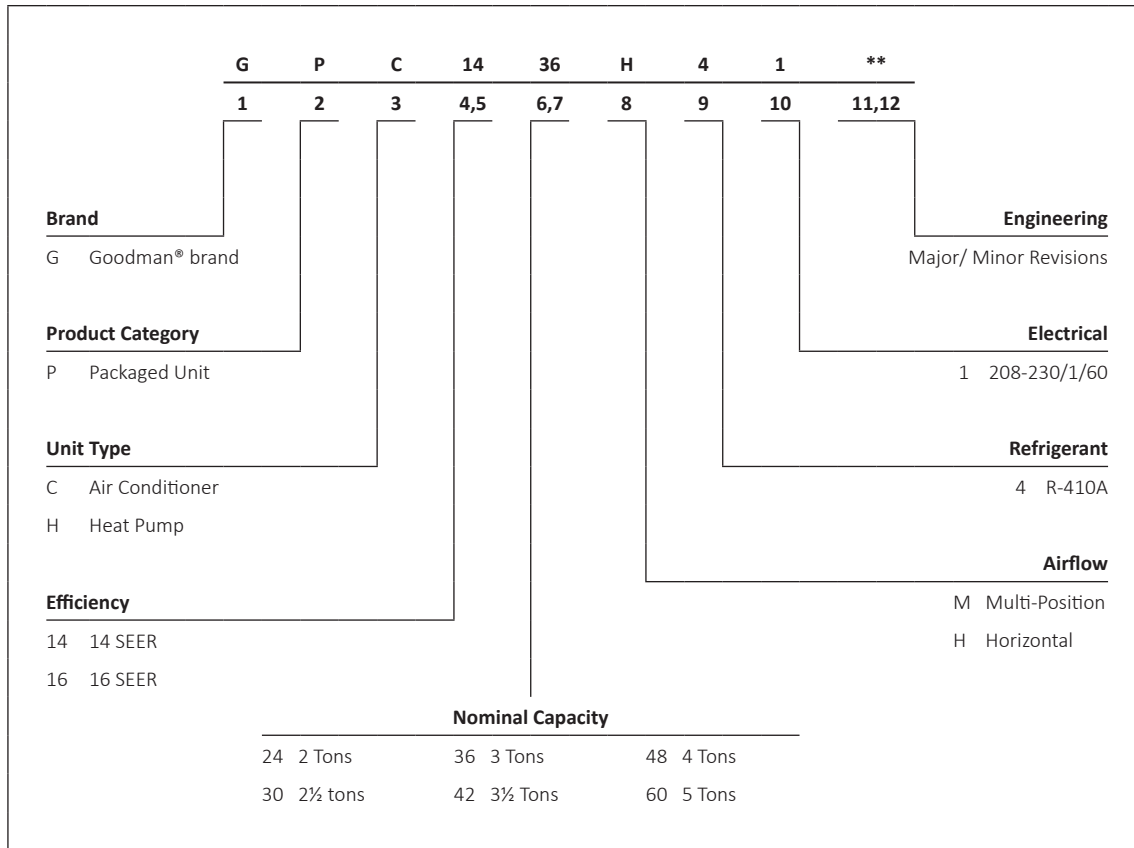 G P C 14 36 H 4 1 **
1 2 3 4,5 6,7 8 9 10 11,12
Brand
G Goodman® brand
Product Category
P Packaged Unit
Unit Type
C Air Conditioner
H Heat Pump
Efficiency
14 14 SEER
16 16 SEER
Nominal Capacity
24 2 Tons 36 3 Tons 48 4 Tons
30 2½ tons 42 3½ Tons 60 5 Tons
Engineering
Major/ Minor Revisions
Electrical
1 208-230/1/60
Refrigerant
4 R-410A
Airflow
M Multi-Position
H Horizontal